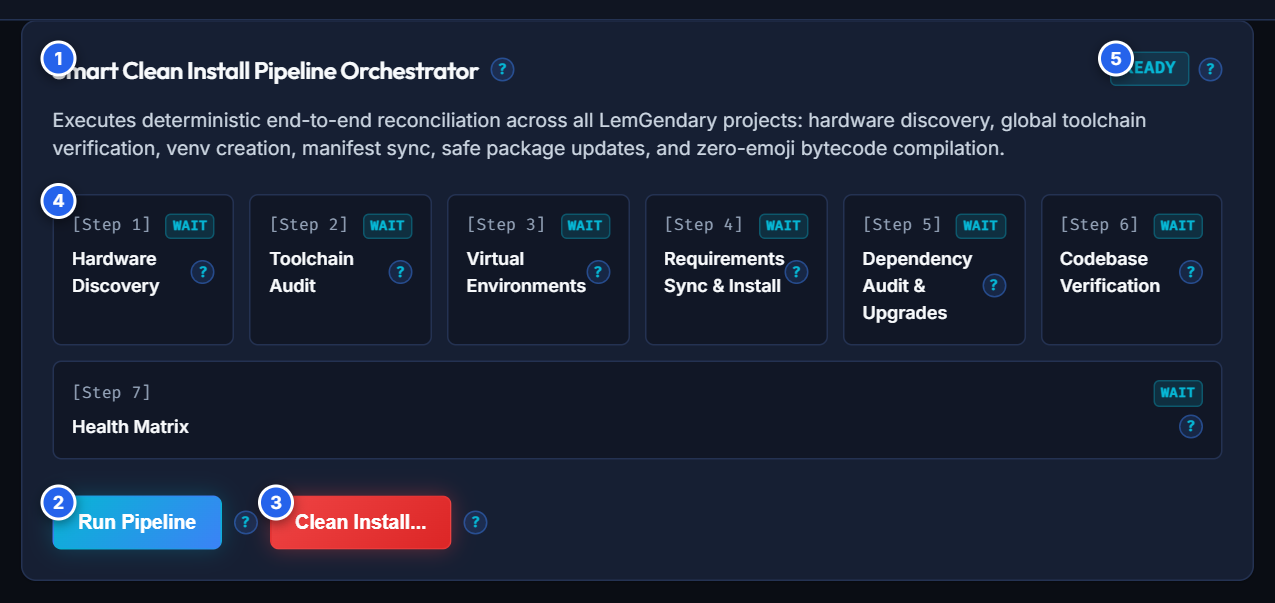 1 mart Clean Install Pipeline Orchestrator ?
5 READY ?
Executes deterministic end-to-end reconciliation across all LemGendary projects: hardware discovery, global toolchain
verification, venv creation, manifest sync, safe package updates, and zero-emoji bytecode compilation.
4
[Step 1] WAIT
Hardware
Discovery
?
[Step 2] WAIT
Toolchain
Audit
?
[Step 3] WAIT
Virtual
Environments
?
[Step 4] WAIT
Requirements
Sync & Install
?
[Step 5] WAIT
Dependency
Audit &
Upgrades
?
[Step 6] WAIT
Codebase
Verification
?
[Step 7] WAIT
Health Matrix ?
2 Run Pipeline ? 3 Clean Install... ?